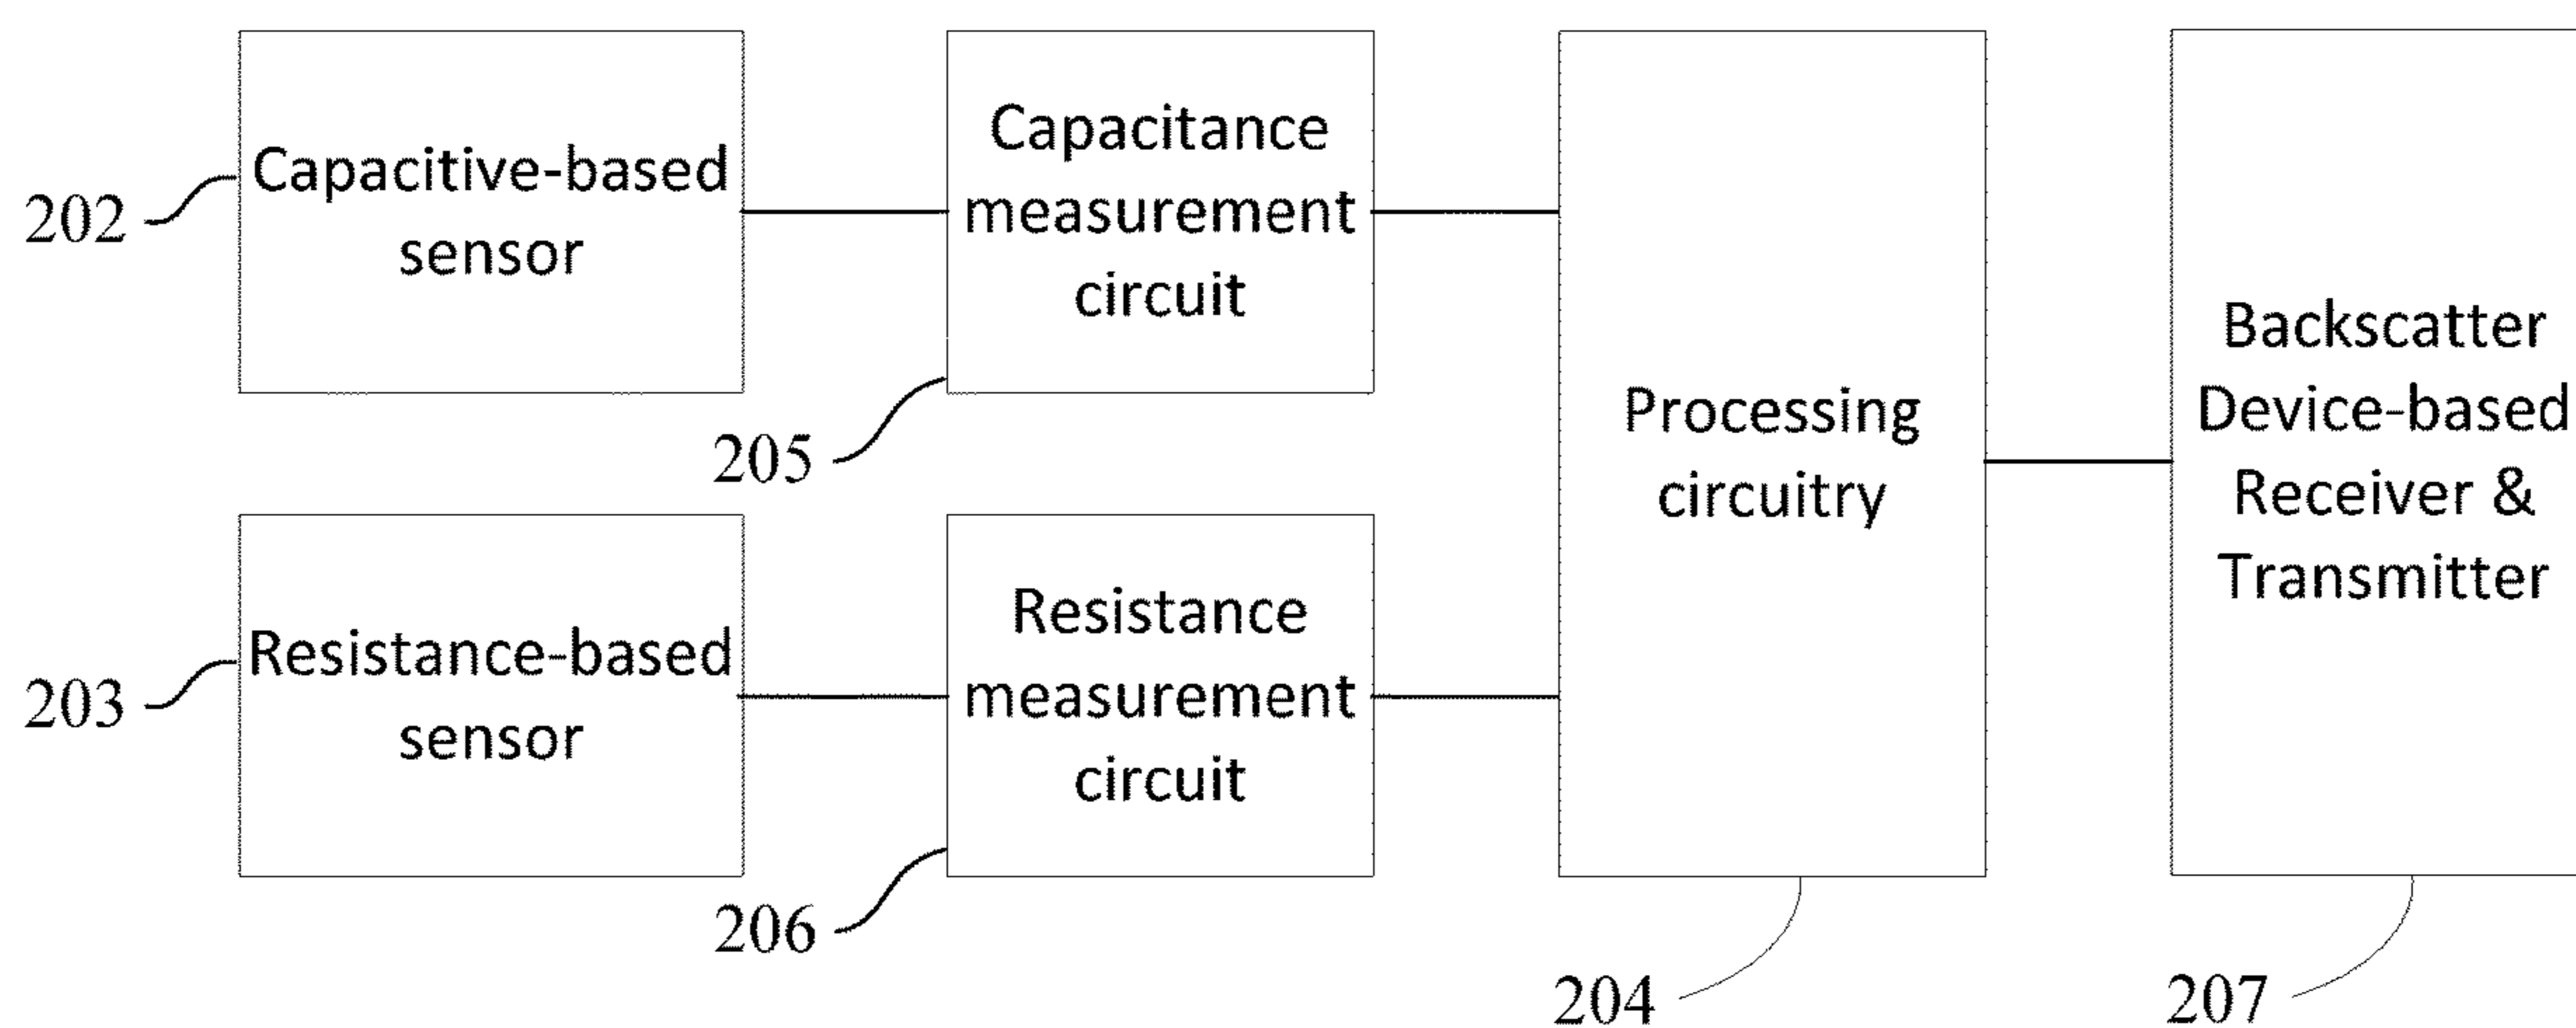 Capacitive-based
sensor
202
Capacitance
measurement
circuit
205
Resistance-based
sensor
203
Resistance
measurement
circuit
206
Processing
circuitry
204
Backscatter
Device-based
Receiver &
Transmitter
207